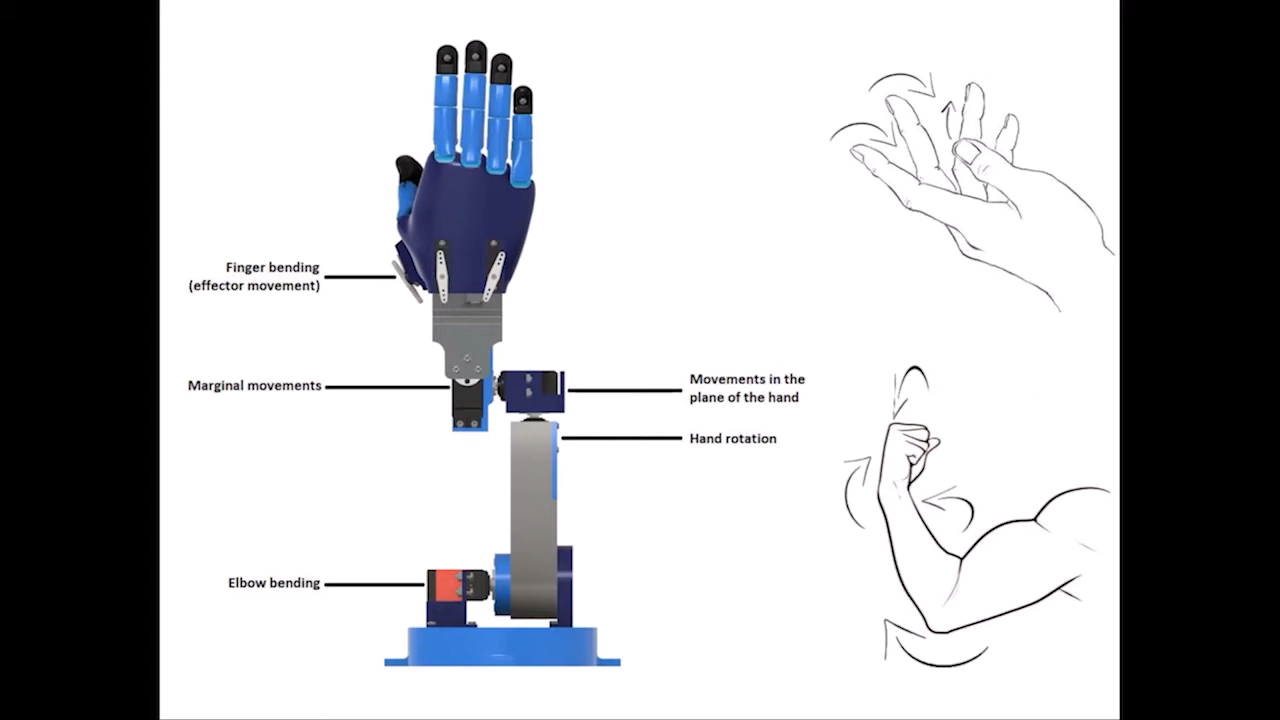 Finger bending
(effector movement)
Marginal movements
Movements in the
plane of the hand
Hand rotation
Elbow bending